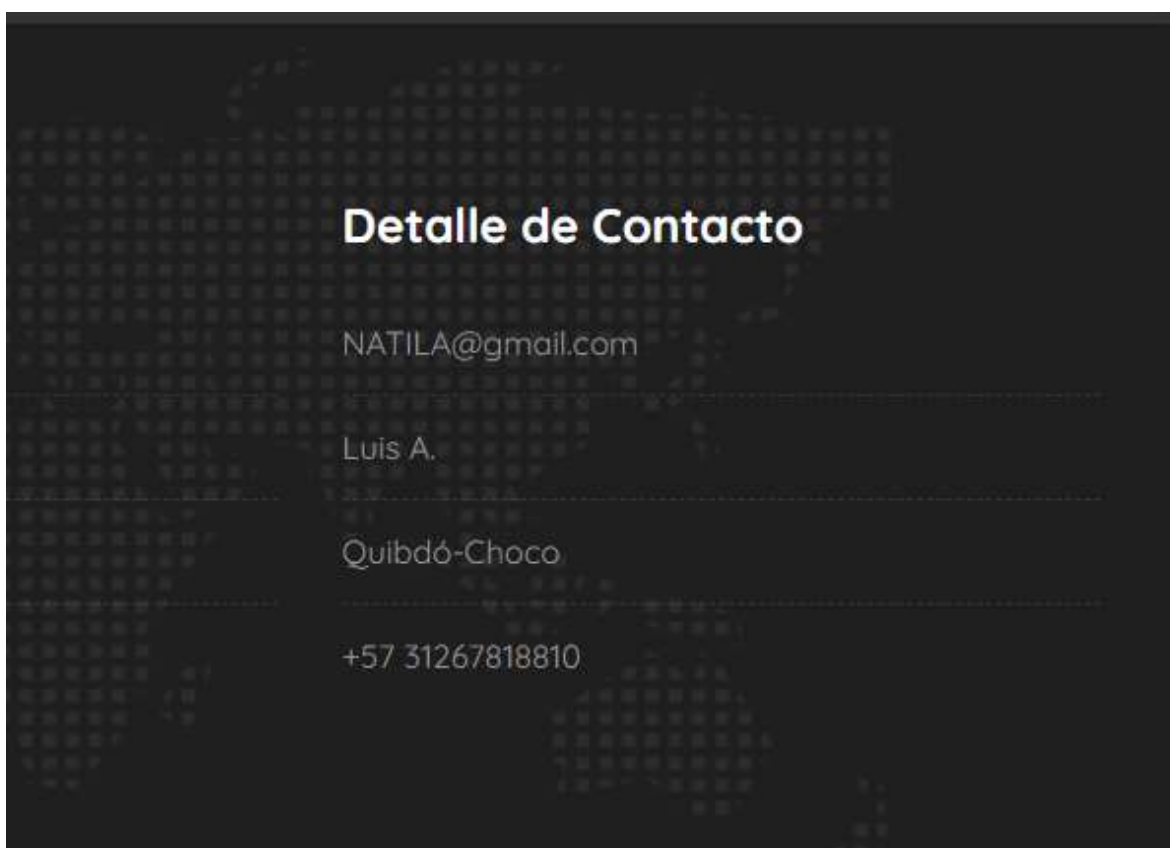 Detalle de Contacto
NATILA@gmail.com
Luis A.
Quibdó-Choco
+57 31267818810